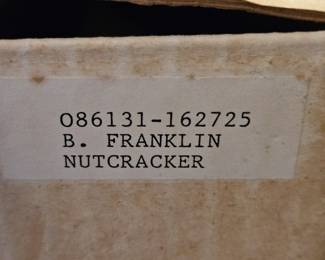 086131-162725
B. FRANKLIN
NUTCRACKER